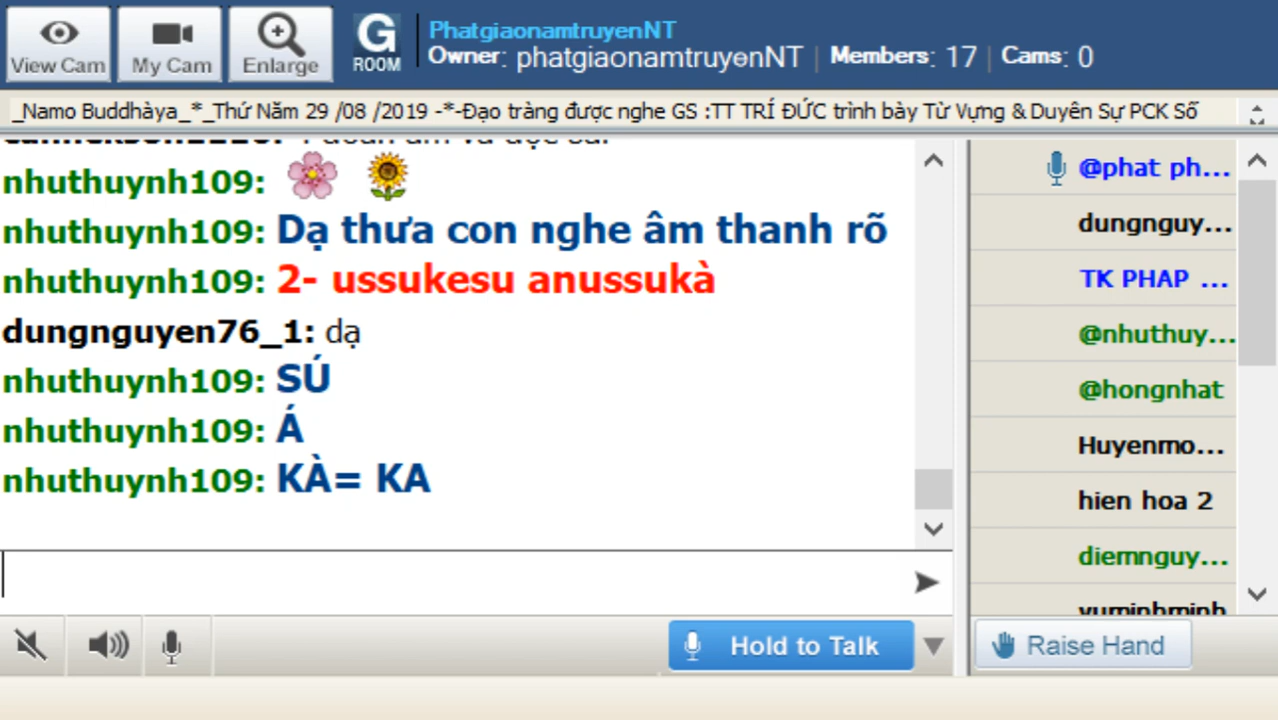 View Cam
My Cam
Enlarge
G
ROOM
PhatgiaonamtruyenNT
Owner: phatgiaonamtruyenNT | Members: 17 | Cams: 0
_Namo Buddhàya_*_Thứ Năm 29 /08 /2019 -*-Đạo tràng được nghe GS :TT TRÍ ĐỨC trình bày Từ Vựng & Duyên Sự PCK Số
nhuthuynh109:
nhuthuynh109: Dạ thưa con nghe âm thanh rõ
nhuthuynh109: 2- ussukesu anussukà
dungnguyen76_1: dạ
nhuthuynh109: SÚ
nhuthuynh109: Á
nhuthuynh109: KÀ= KA
@phat ph...
dungnguy...
TK PHAP ...
@nhuthuy...
@hongnhat
Huyenmo...
hien hoa 2
diemnguy...
Hold to Talk
Raise Hand